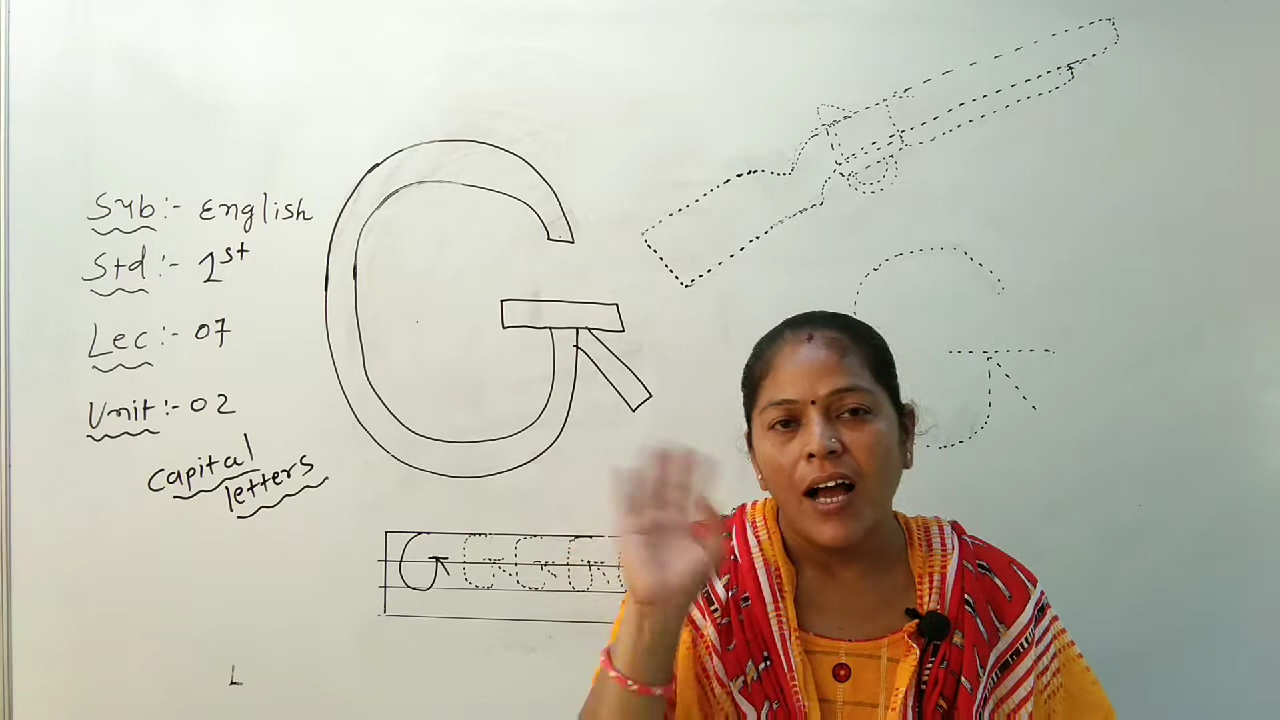 Sub:- English
Std:- 1st
Lec:- 07
Unit:- 02
capital
letters
G
G
G G G G
L